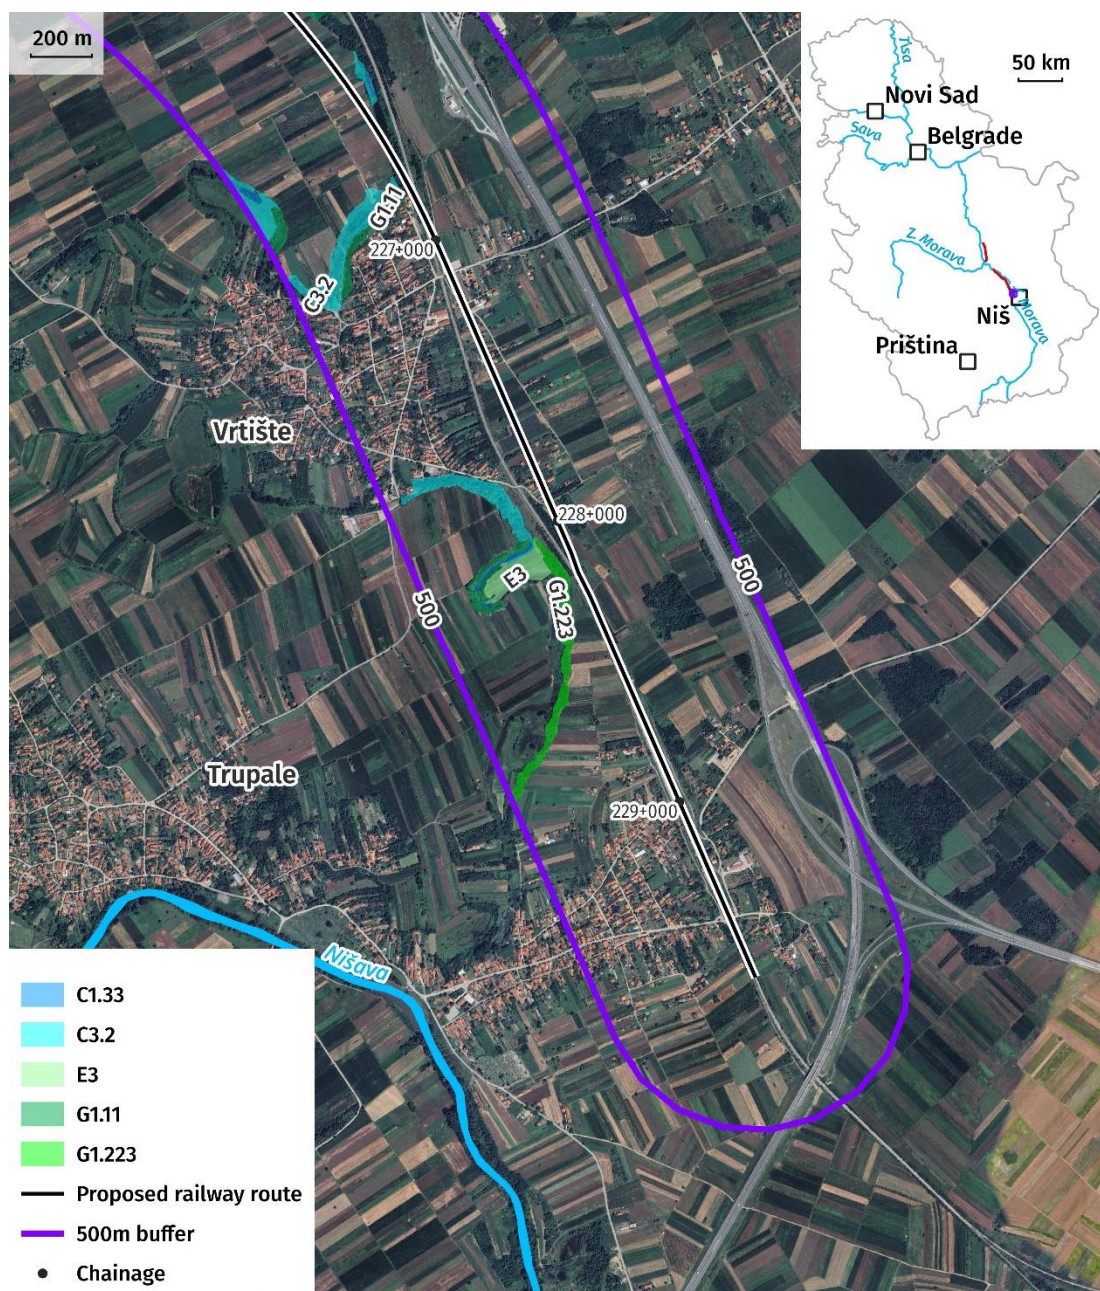 200 m
50 km
Tisa
Novi Sad
Sava
Belgrade
Z. Morava
Morava
Niš
Priština
G1.11
227+000
C3.2
Vrtište
228+000
500
E3
G1.223
500
Trupale
229+000
Nišava
C1.33
C3.2
E3
G1.11
G1.223
Proposed railway route
500m buffer
Chainage